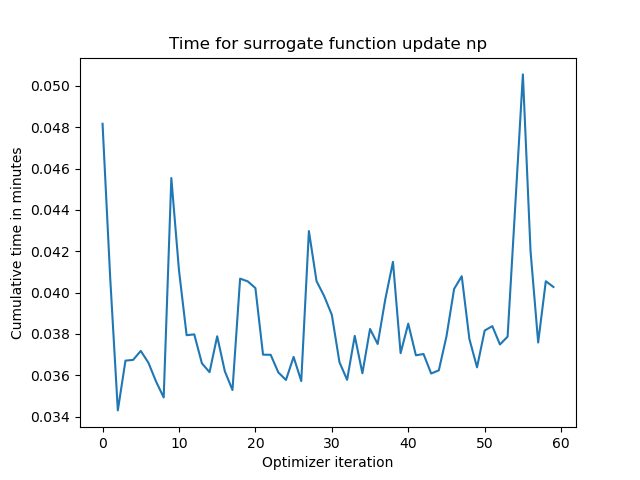 Time for surrogate function update np
Cumulative time in minutes
0.050
0.048
0.046
0.044
0.042
0.040
0.038
0.036
0.034
0 10 20 30 40 50 60
Optimizer iteration